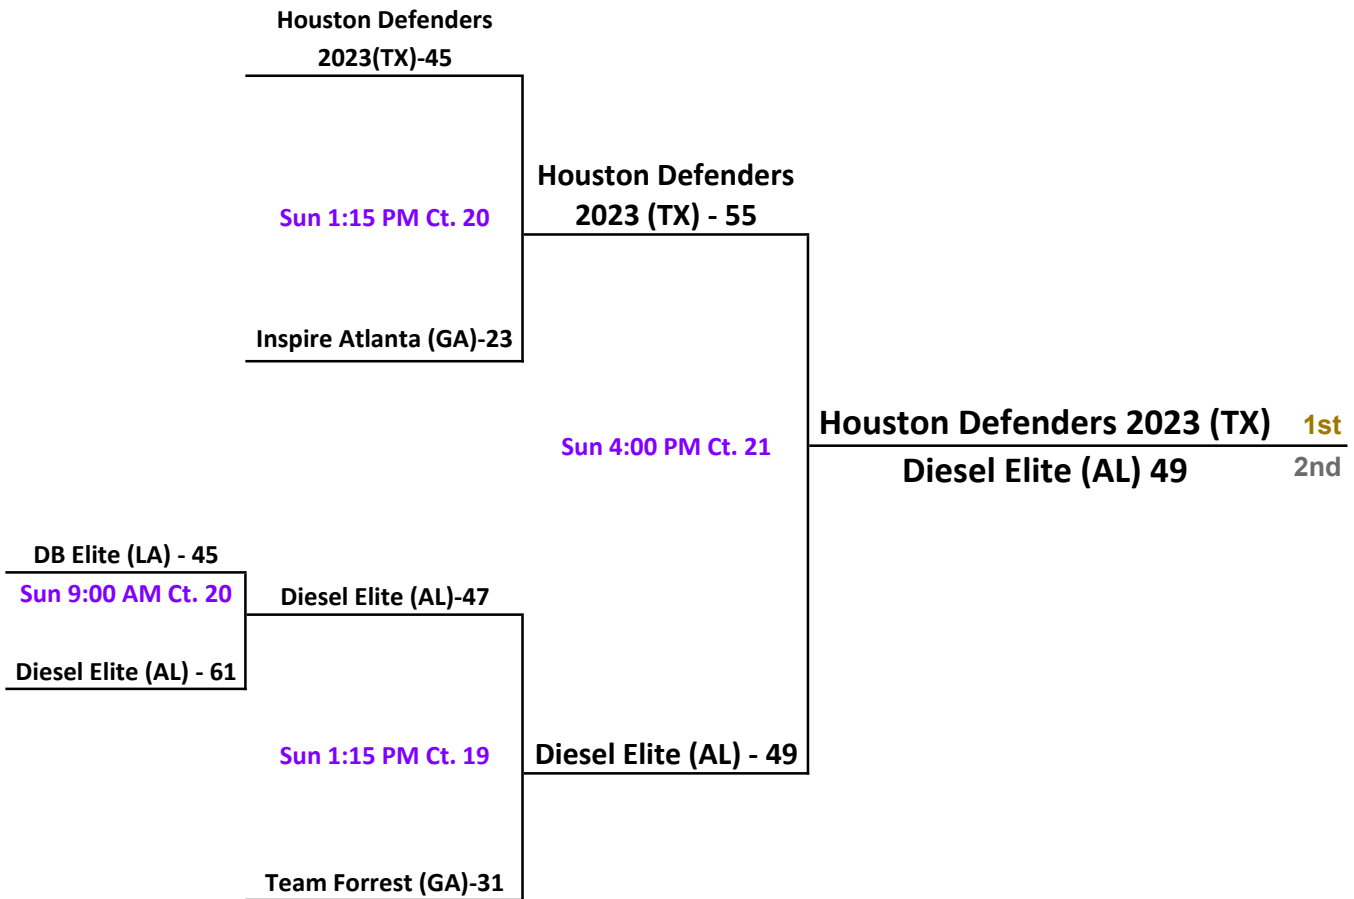 Houston Defenders
2023(TX)-45
Houston Defenders
2023 (TX) - 55
Sun 1:15 PM Ct. 20
Inspire Atlanta (GA)-23
Houston Defenders 2023 (TX) 1st
Sun 4:00 PM Ct. 21
Diesel Elite (AL) 49 2nd
DB Elite (LA) - 45
Sun 9:00 AM Ct. 20
Diesel Elite (AL)-47
Diesel Elite (AL) - 61
Sun 1:15 PM Ct. 19
Diesel Elite (AL) - 49
Team Forrest (GA)-31